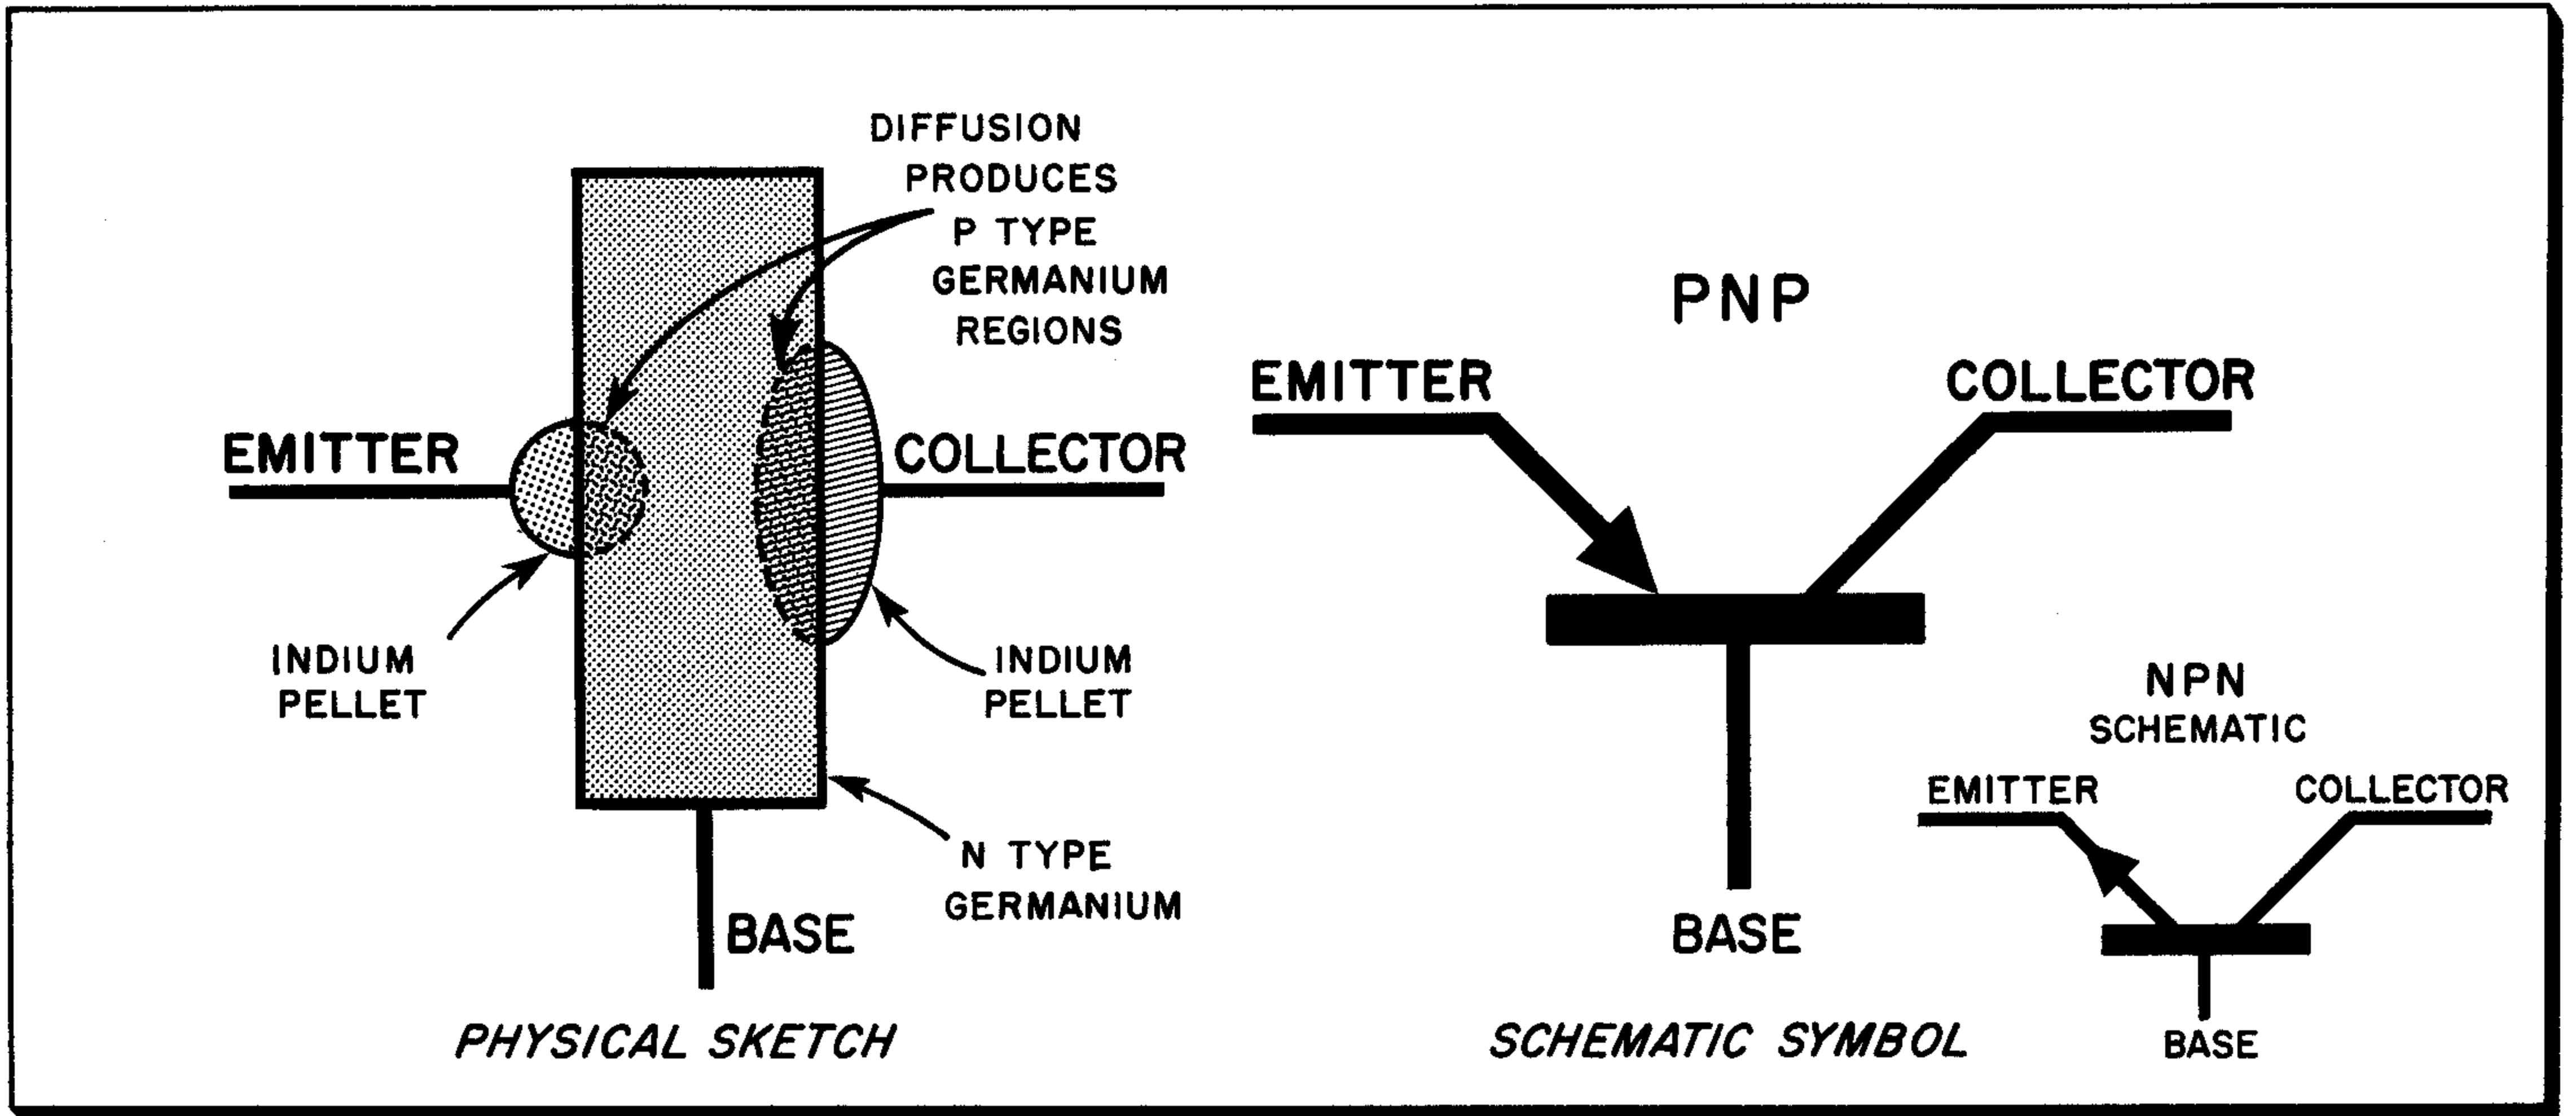 DIFFUSION
PRODUCES
P TYPE
GERMANIUM
REGIONS
EMITTER
COLLECTOR
INDIUM
PELLET
INDIUM
PELLET
N TYPE
GERMANIUM
BASE
PHYSICAL SKETCH
PNP
EMITTER
COLLECTOR
BASE
SCHEMATIC SYMBOL
NPN
SCHEMATIC
EMITTER
COLLECTOR
BASE